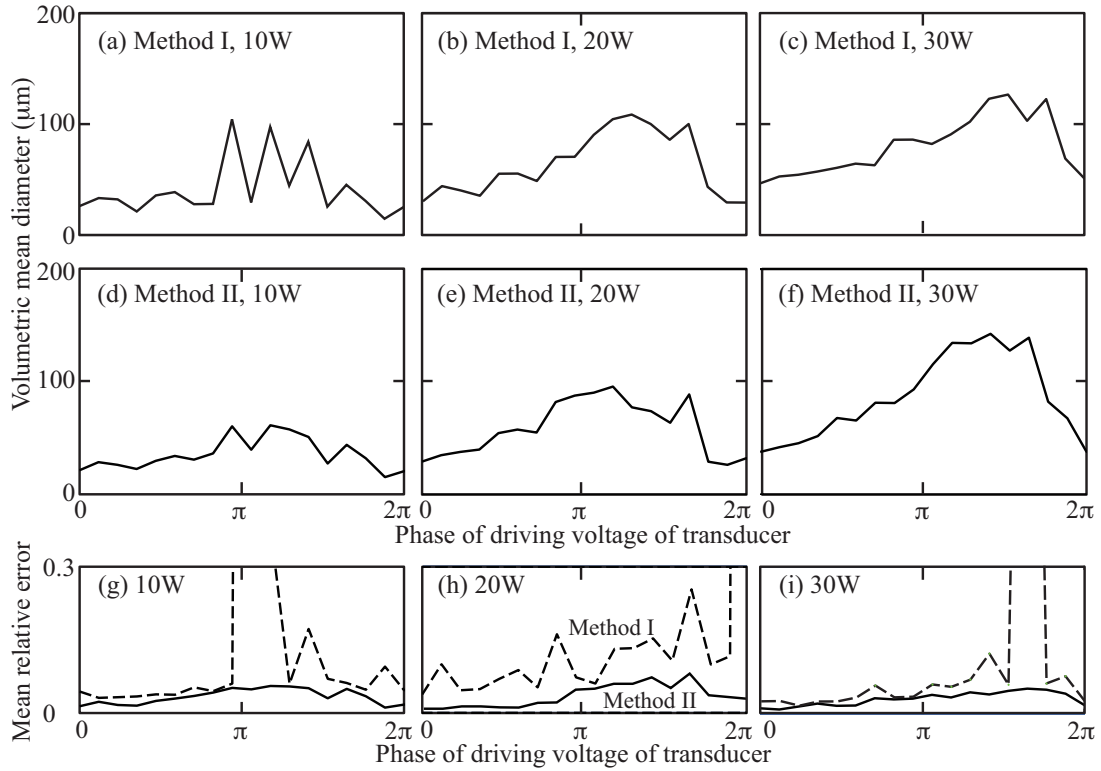 200
(a) Method I, 10W
(b) Method I, 20W
(c) Method I, 30W
100
0
Volumetric mean diameter (μm)
200
(d) Method II, 10W
(e) Method II, 20W
(f) Method II, 30W
100
0
0
π
2π
0
π
2π
0
π
2π
Phase of driving voltage of transducer
Mean relative error
0.3
(g) 10W
(h) 20W
(i) 30W
Method I
Method II
0
0
π
2π
0
π
2π
0
π
2π
Phase of driving voltage of transducer